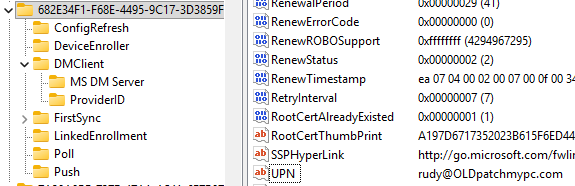 682E34F1-F68E-4495-9C17-3D3859F
ConfigRefresh
DeviceEnroller
DMClient
MS DM Server
ProviderID
FirstSync
LinkedEnrollment
Poll
Push
RenewalPeriod 0x00000029 (41)
RenewErrorCode 0x00000000 (0)
RenewROBOSupport 0xffffffff (4294967295)
RenewStatus 0x00000002 (2)
RenewTimestamp ea 07 04 00 02 00 07 00 0f 00 34
RetryInterval 0x00000007 (7)
RootCertAlreadyExisted 0x00000001 (1)
RootCertThumbPrint A197D6717352023B615F6ED44
SSPHyperLink http://go.microsoft.com/fwlin
UPN rudy@OLDpatchmypc.com